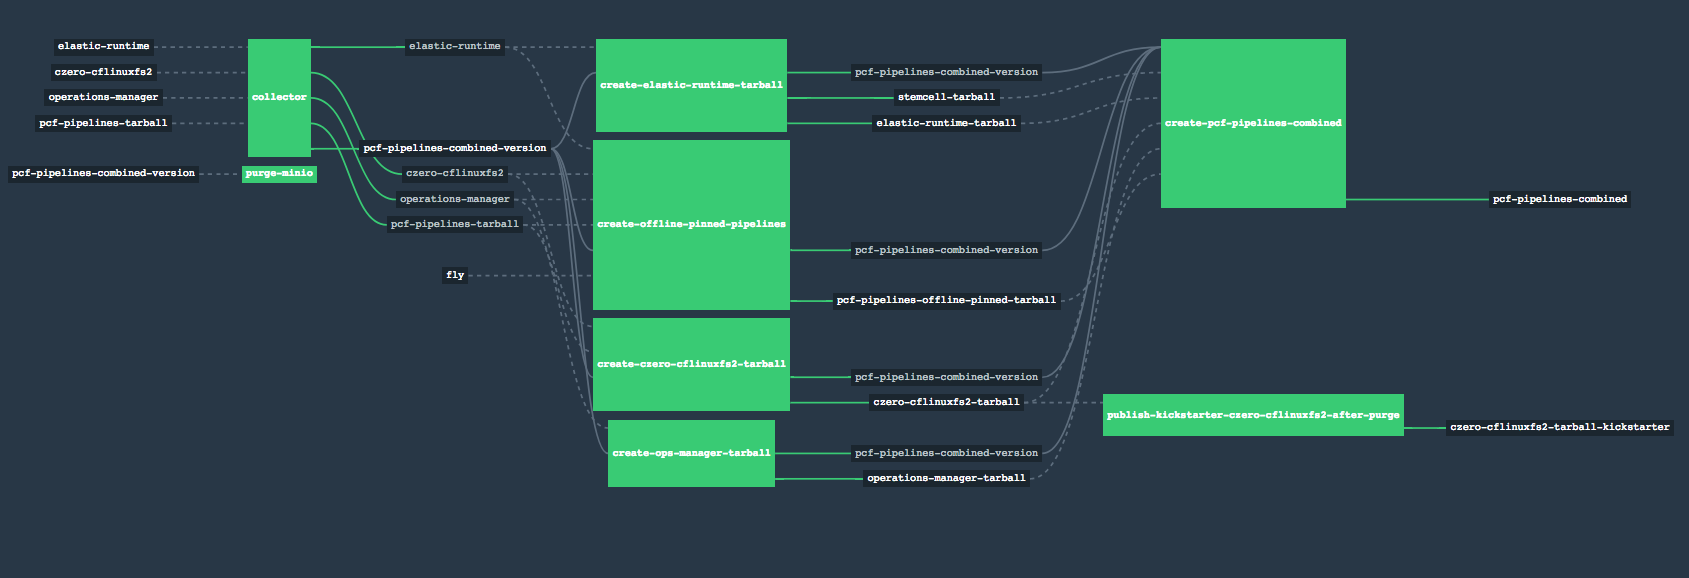 elastic-runtime
czero-cflinuxfs2
operations-manager
pcf-pipelines-tarball
pcf-pipelines-combined-version
collector
purge-minio
elastic-runtime
pcf-pipelines-combined-version
czero-cflinuxfs2
operations-manager
pcf-pipelines-tarball
fly
create-elastic-runtime-tarball
create-offline-pinned-pipelines
create-czero-cflinuxfs2-tarball
create-ops-manager-tarball
pcf-pipelines-combined-version
stemcell-tarball
elastic-runtime-tarball
pcf-pipelines-combined-version
pcf-pipelines-offline-pinned-tarball
pcf-pipelines-combined-version
czero-cflinuxfs2-tarball
pcf-pipelines-combined-version
operations-manager-tarball
create-pcf-pipelines-combined
publish-kickstarter-czero-cflinuxfs2-after-purge
pcf-pipelines-combined
czero-cflinuxfs2-tarball-kickstarter